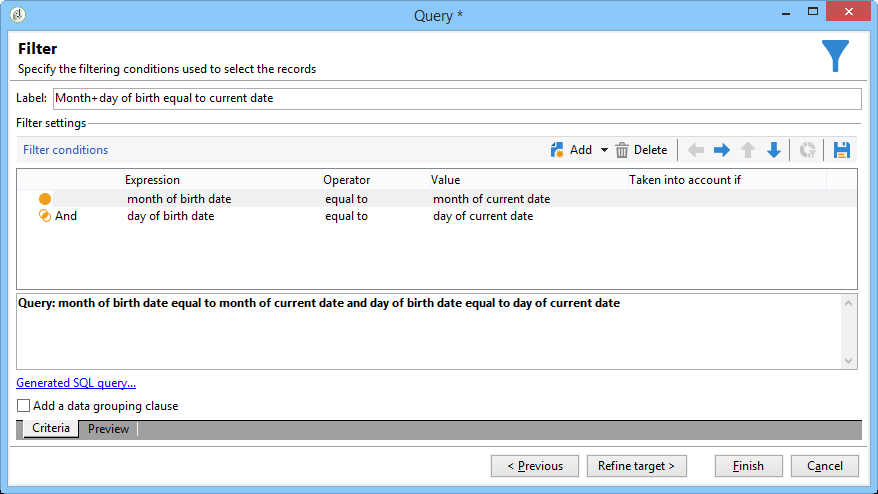 Query *
Filter
Specify the filtering conditions used to select the records
Label: Month+day of birth equal to current date
Filter settings
Filter conditions Add Delete
Expression Operator Value Taken into account if
month of birth date equal to month of current date
And day of birth date equal to day of current date
Query: month of birth date equal to month of current date and day of birth date equal to day of current date
Generated SQL query...
Add a data grouping clause
Criteria Preview
< Previous Refine target > Finish Cancel